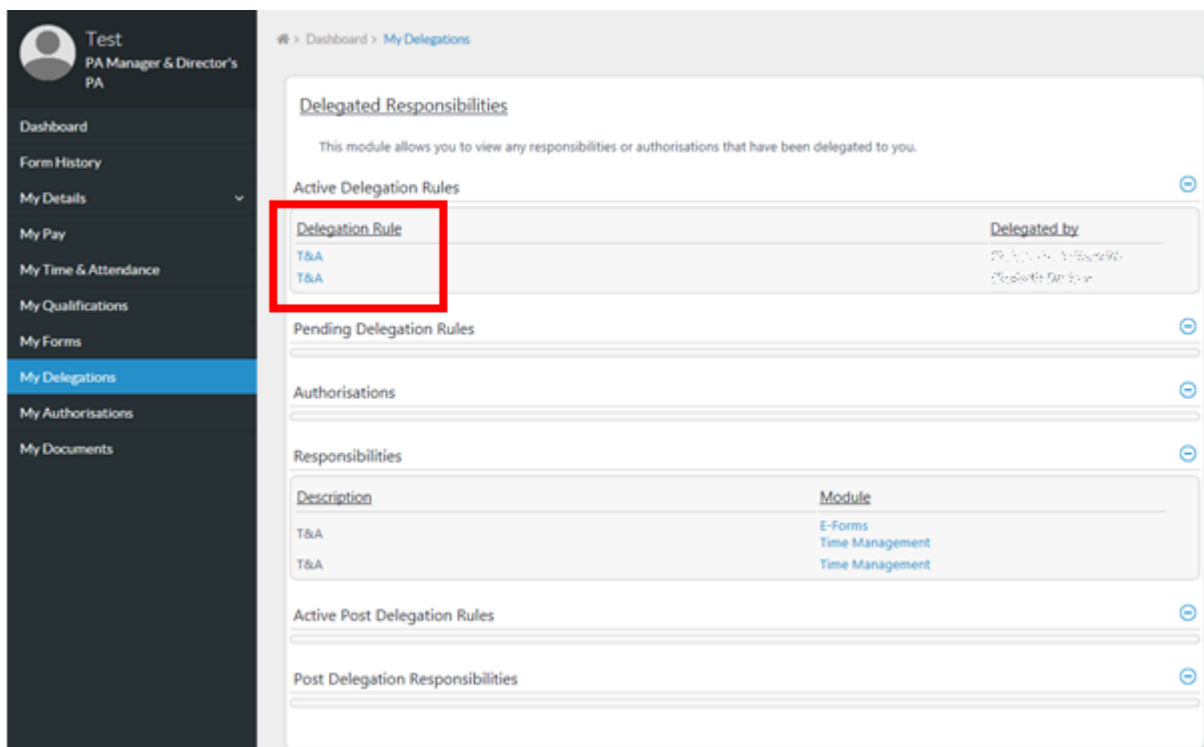 Test
PA Manager & Director's
PA
Dashboard
Form History
My Details
My Pay
My Time & Attendance
My Qualifications
My Forms
My Delegations
My Authorisations
My Documents
> Dashboard > My Delegations
Delegated Responsibilities
This module allows you to view any responsibilities or authorisations that have been delegated to you.
Active Delegation Rules
Delegation Rule Delegated by
T&A
T&A
Pending Delegation Rules
Authorisations
Responsibilities
Description Module
T&A E-Forms
Time Management
T&A Time Management
Active Post Delegation Rules
Post Delegation Responsibilities